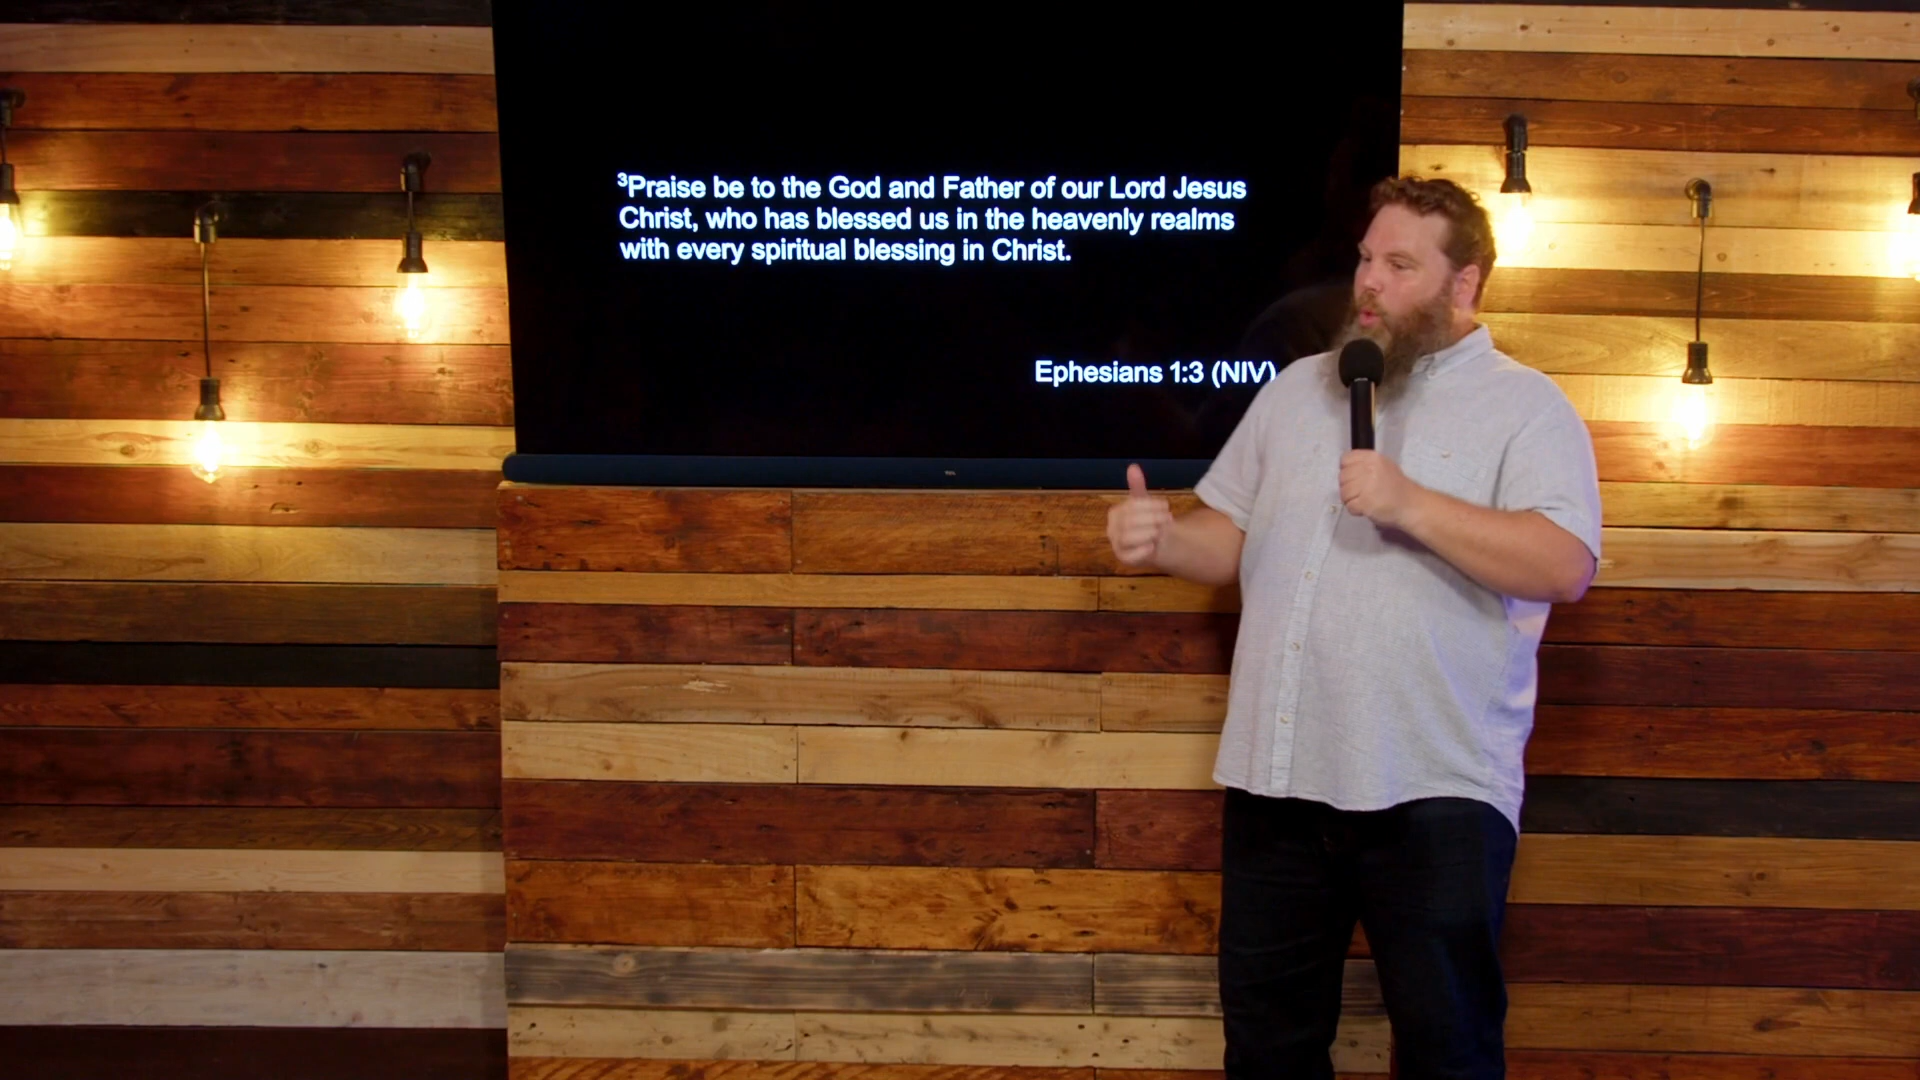 ³Praise be to the God and Father of our Lord Jesus
Christ, who has blessed us in the heavenly realms
with every spiritual blessing in Christ.
Ephesians 1:3 (NIV)
TCL